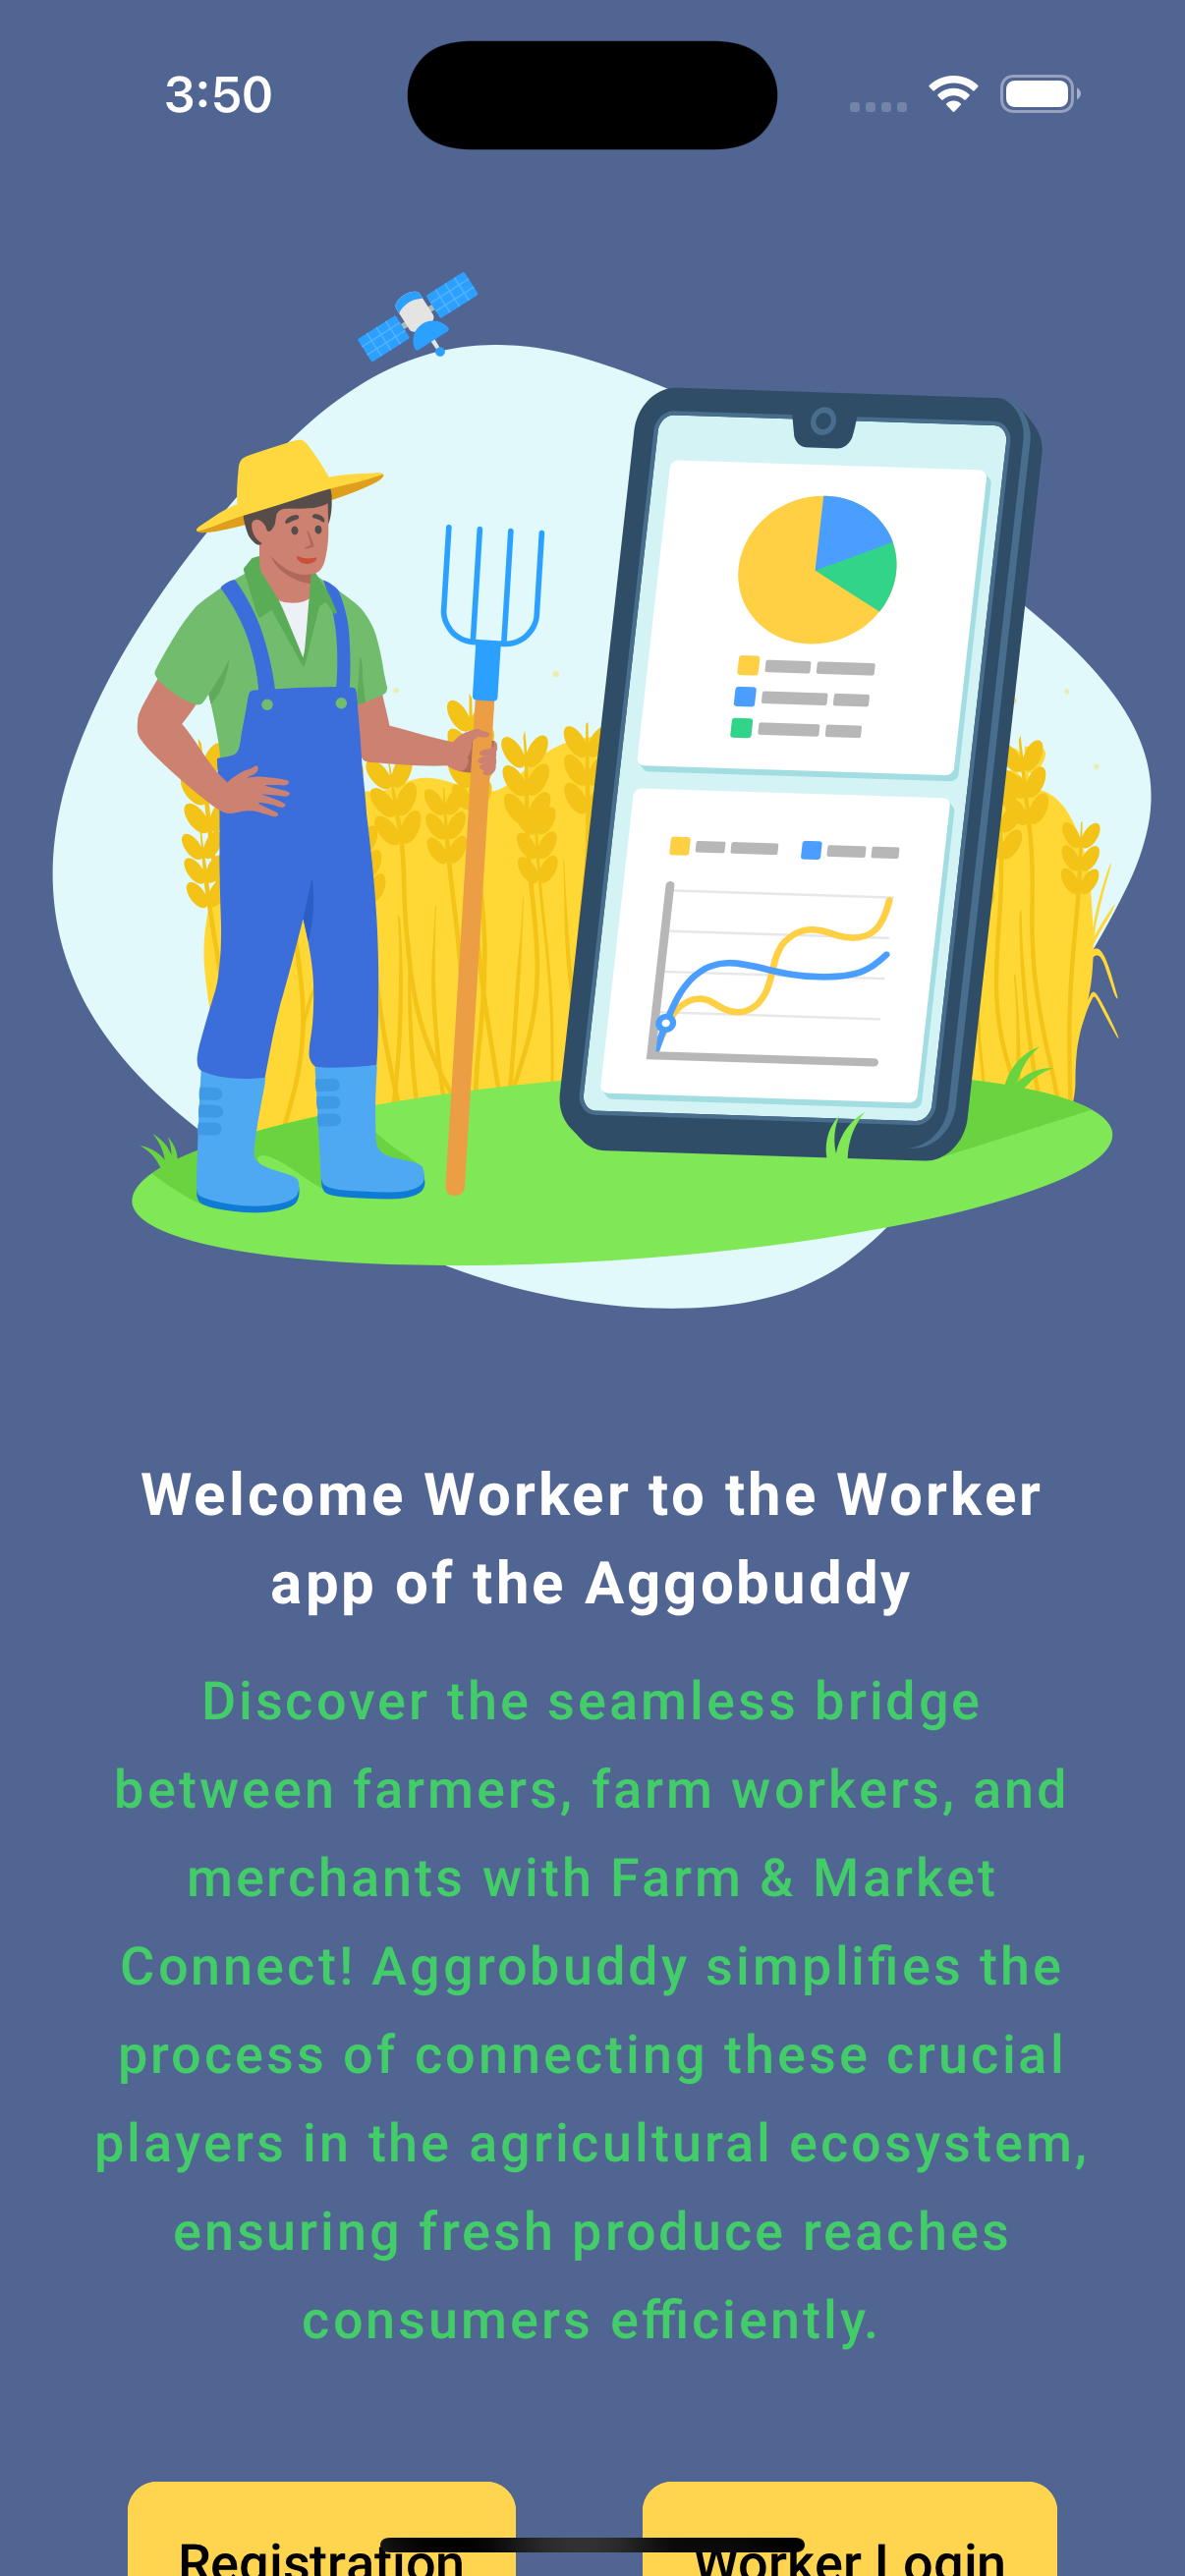 3:50
Welcome Worker to the Worker
app of the Aggobuddy
Discover the seamless bridge
between farmers, farm workers, and
merchants with Farm & Market
Connect! Aggrobuddy simplifies the
process of connecting these crucial
players in the agricultural ecosystem,
ensuring fresh produce reaches
consumers efficiently.
Registration Worker Login